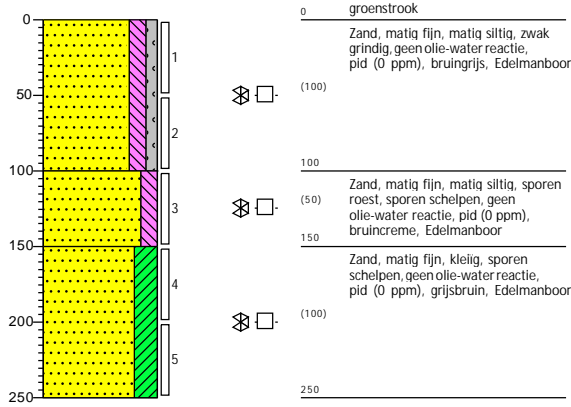 0 groenstrook
0
Zand, matig fijn, matig siltig, zwak
grindig, geen olie-water reactie,
pid (0 ppm), bruingrijs, Edelmanboor
1
(100)
50
2
100
100
Zand, matig fijn, matig siltig, sporen
roest, sporen schelpen, geen
olie-water reactie, pid (0 ppm),
bruincreme, Edelmanboor
(50)
3
150
150
Zand, matig fijn, kleiïg, sporen
schelpen, geen olie-water reactie,
pid (0 ppm), grijsbruin, Edelmanboor
4
(100)
200
5
250
250